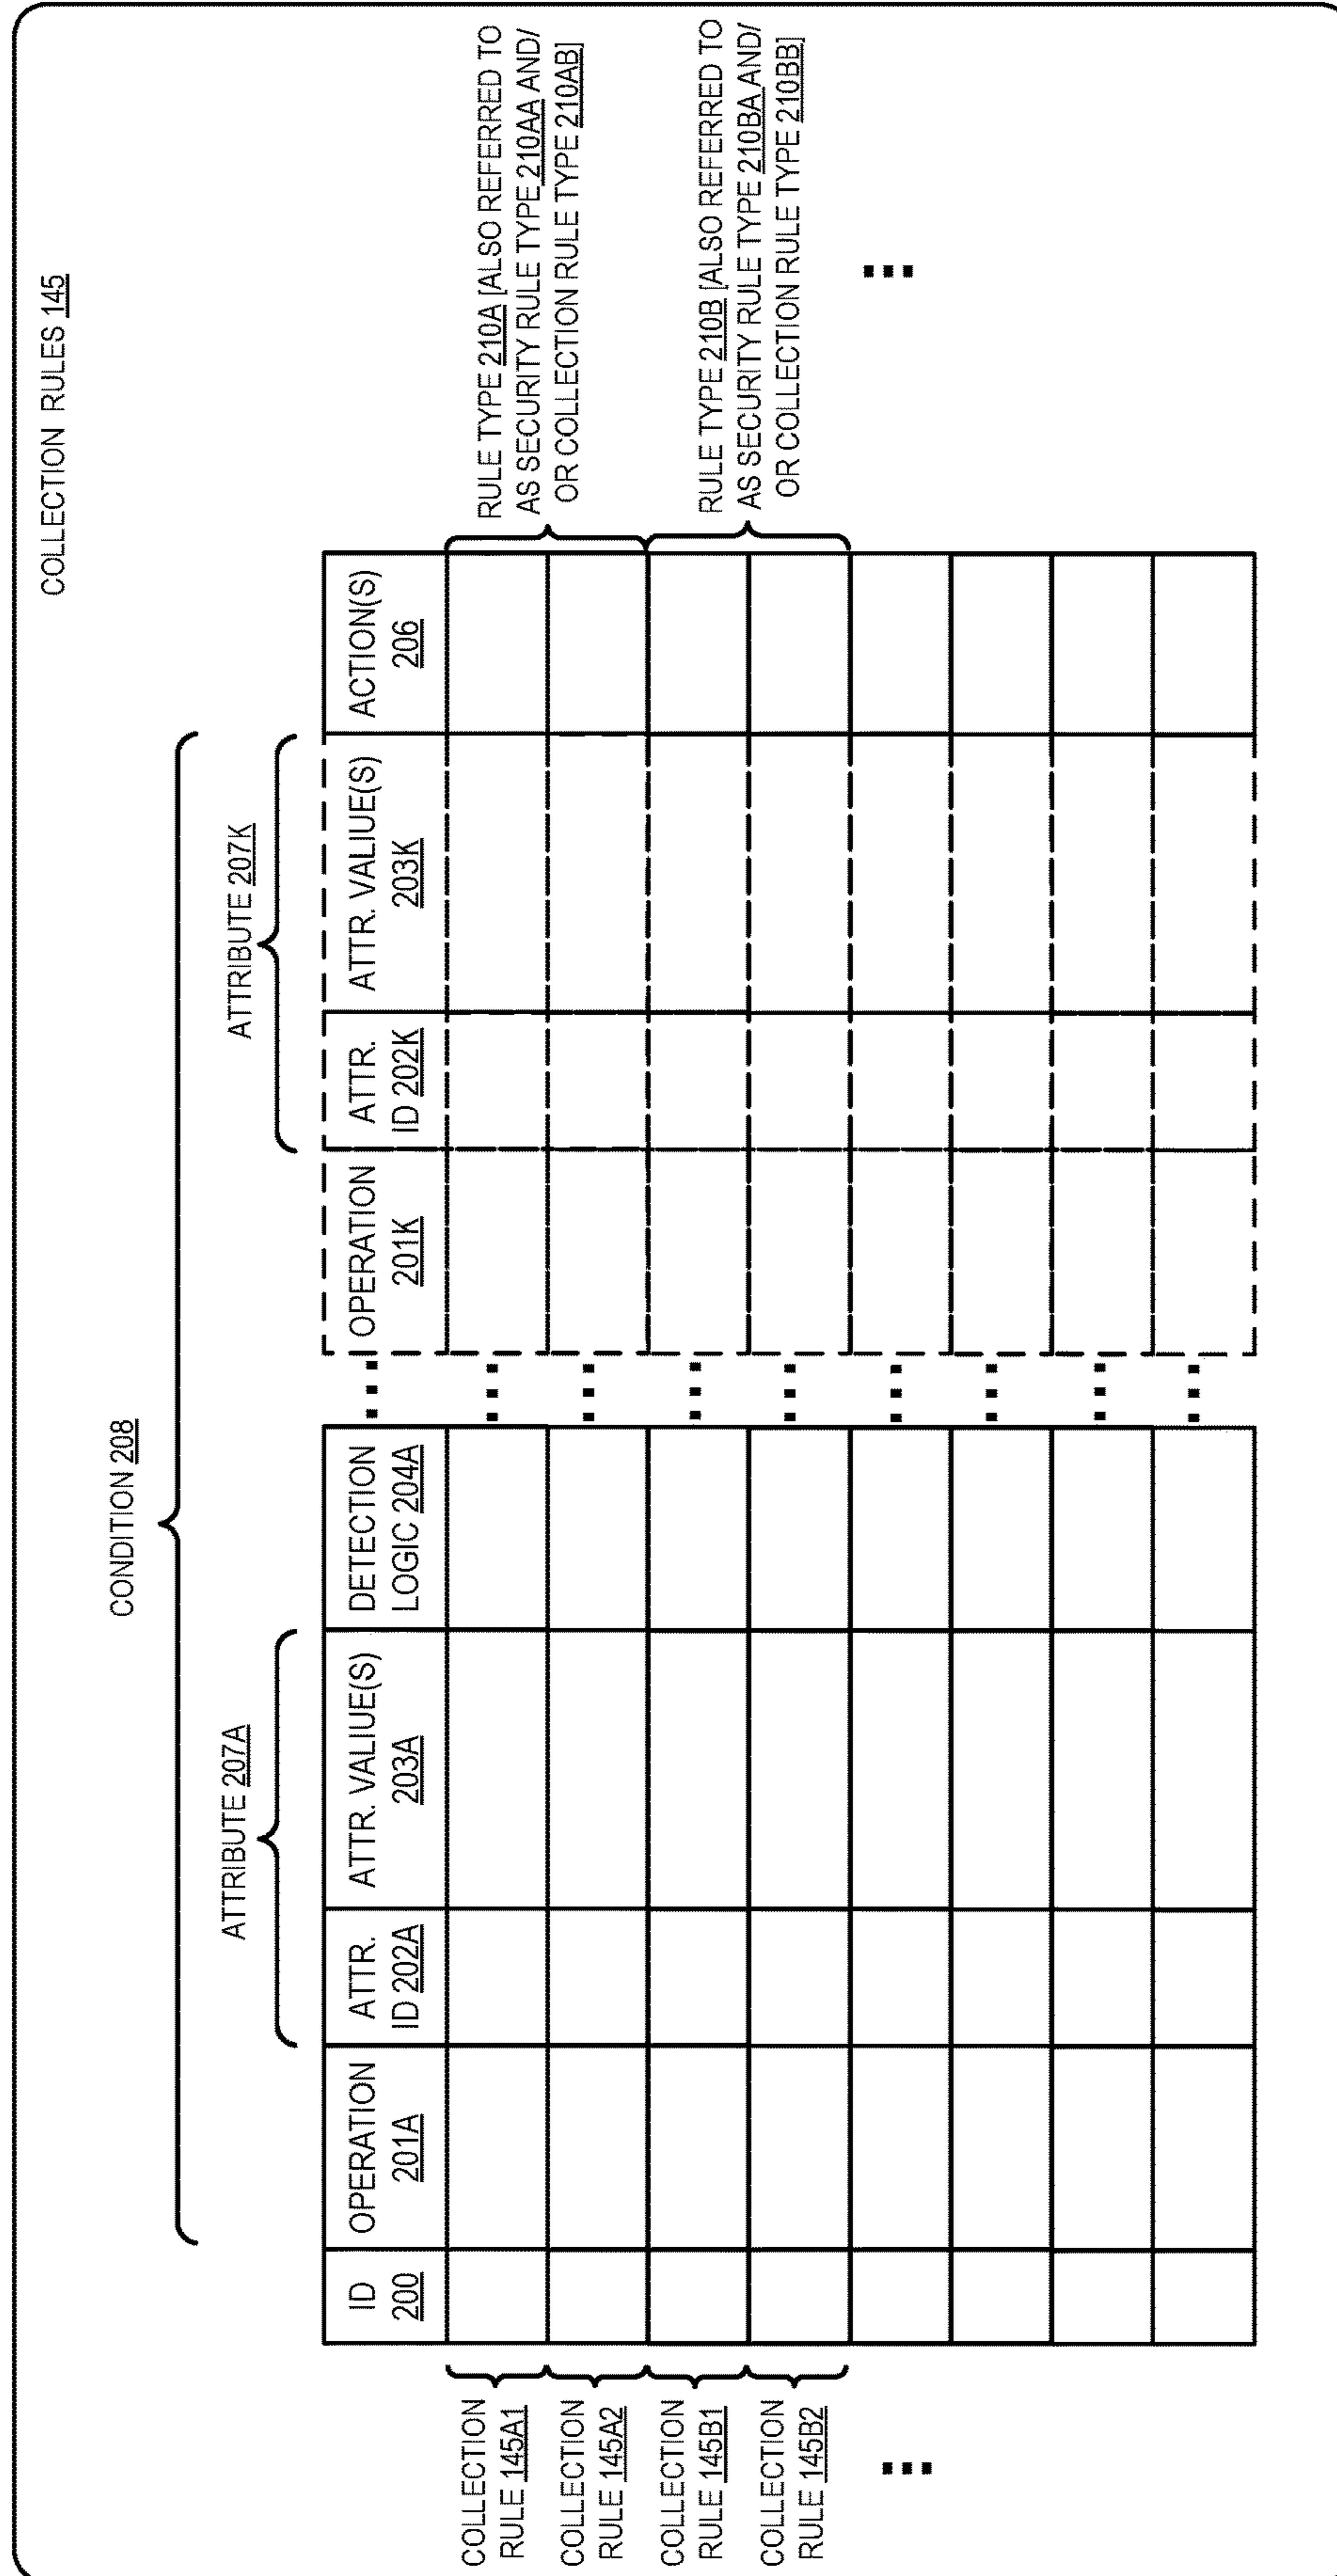 COLLECTION RULES 145
CONDITION 208
ATTRIBUTE 207A
ATTRIBUTE 207K
ID
200
OPERATION
201A
ATTR.
ID 202A
ATTR. VALIUE(S)
203A
DETECTION
LOGIC 204A
...
OPERATION
201K
ATTR.
ID 202K
ATTR. VALIUE(S)
203K
ACTION(S)
206
COLLECTION
RULE 145A1
COLLECTION
RULE 145A2
COLLECTION
RULE 145B1
COLLECTION
RULE 145B2
RULE TYPE 210A [ALSO REFERRED TO
AS SECURITY RULE TYPE 210AA AND/
OR COLLECTION RULE TYPE 210AB]
RULE TYPE 210B [ALSO REFERRED TO
AS SECURITY RULE TYPE 210BA AND/
OR COLLECTION RULE TYPE 210BB]